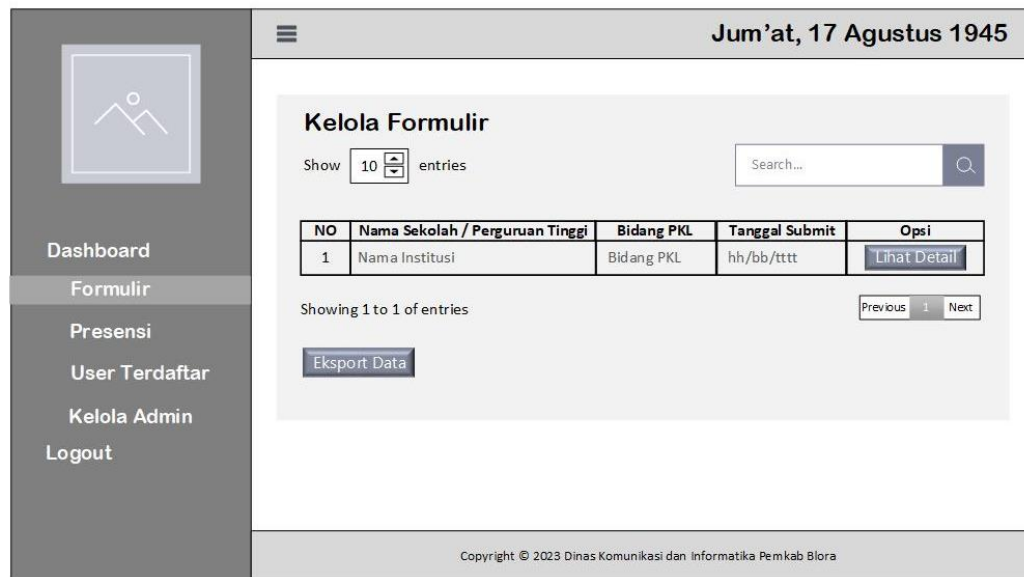 Jum’at, 17 Agustus 1945
Dashboard
Formulir
Presensi
User Terdaftar
Kelola Admin
Logout
Kelola Formulir
Show 10 entries
Search...
NO Nama Sekolah / Perguruan Tinggi Bidang PKL Tanggal Submit Opsi
1 Nama Institusi Bidang PKL hh/bb/tttt Lihat Detail
Showing 1 to 1 of entries
Previous 1 Next
Eksport Data
Copyright © 2023 Dinas Komunikasi dan Informatika Pemkab Blora